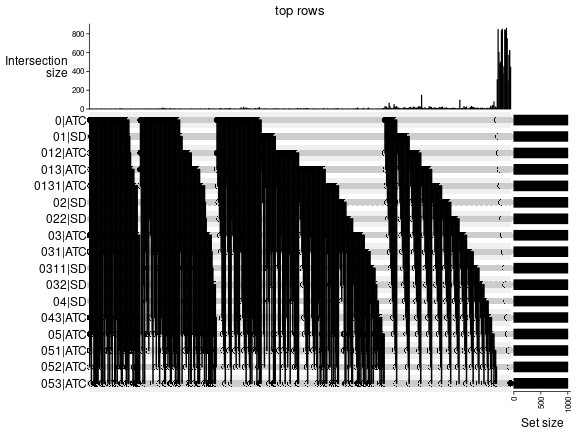 top rows
800
600
400
200
0
Intersection
size
0|ATC
01|SD
012|ATC
013|ATC
0131|ATC
02|SD
022|SD
03|ATC
031|ATC
0311|SD
032|SD
04|SD
043|ATC
05|ATC
051|ATC
052|ATC
053|ATC
0
500
1000
Set size